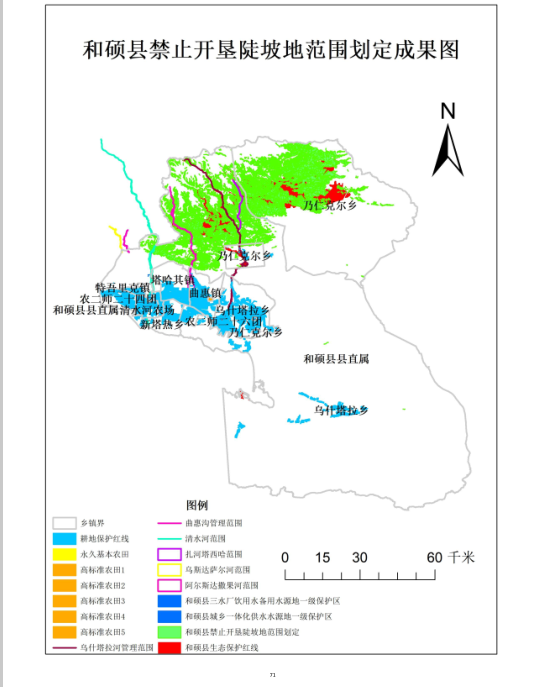 和硕县禁止开垦陡坡地范围划定成果图
N
乃仁克尔乡
乃仁克尔乡
塔哈其镇
特吾里克镇
曲惠镇
农二师二十四团
和硕县县直属清水河农场
乌什塔拉乡
新塔热乡
农二师二十六团
乃仁克尔乡
和硕县县直属
乌什塔拉乡
图例
乡镇界
耕地保护红线
永久基本农田
高标准农田1
高标准农田2
高标准农田3
高标准农田4
高标准农田5
乌什塔拉河管理范围
曲惠沟管理范围
清水河范围
扎河塔西哈范围
乌斯达萨尔河范围
阿尔斯达撒果河范围
和硕县三水厂饮用水备用水源地一级保护区
和硕县城乡一体化供水水源地一级保护区
和硕县禁止开垦陡坡地范围划定
和硕县生态保护红线
0 15 30 60 千米
71